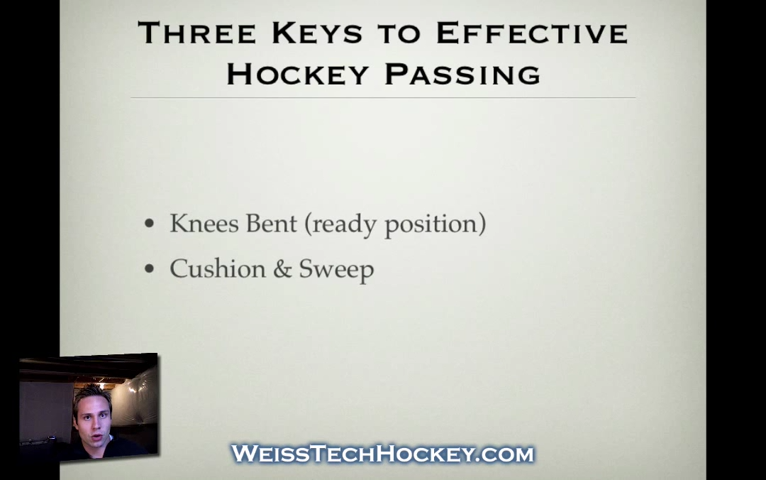 Three Keys to Effective
Hockey Passing
• Knees Bent (ready position)
• Cushion & Sweep
WeissTechHockey.com